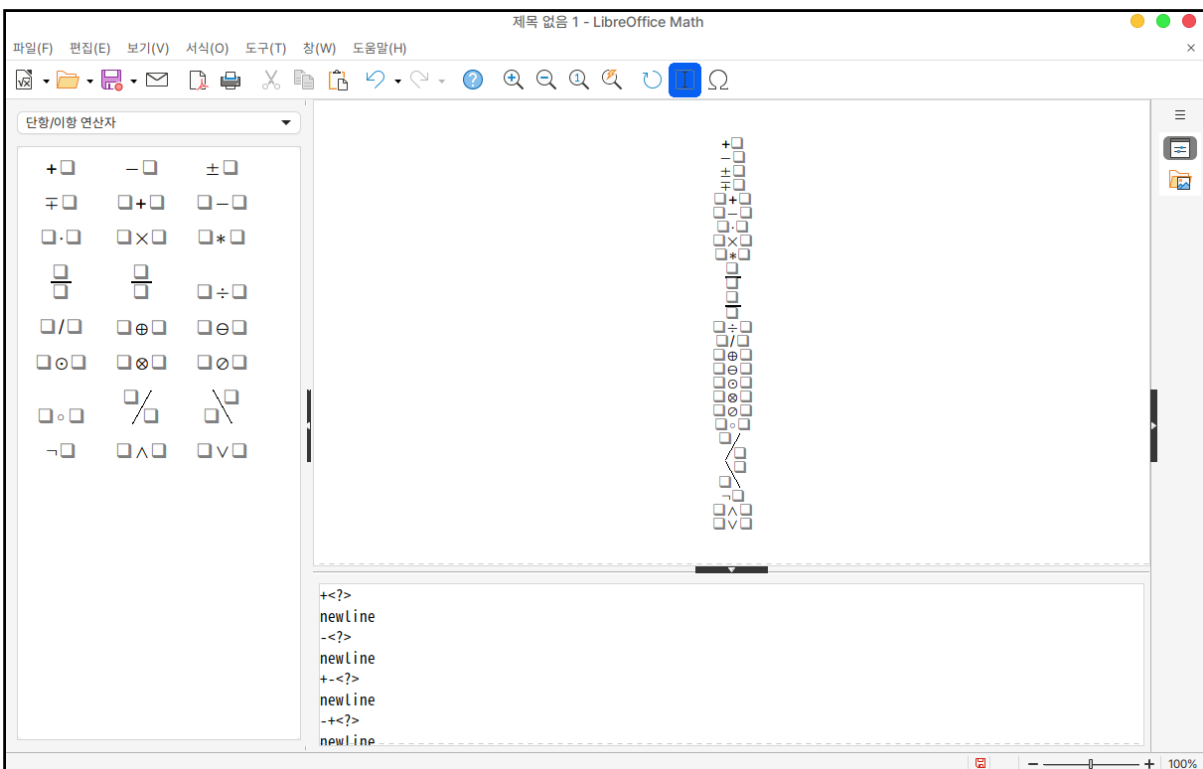 제목 없음 1 - LibreOffice Math
파일(F) 편집(E) 보기(V) 서식(O) 도구(T) 창(W) 도움말(H)
단항/이항 연산자
+❑ −❑ ±❑
∓❑ ❑+❑ ❑−❑
❑·❑ ❑×❑ ❑∗❑
❑/❑ ❑/❑ ❑÷❑
❑/❑ ❑⊕❑ ❑⊖❑
❑⊙❑ ❑⊗❑ ❑⊘❑
❑∘❑ ❑/❑ ❑\❑
¬❑ ❑∧❑ ❑∨❑
+❑
−❑
±❑
∓❑
❑+❑
❑−❑
❑·❑
❑×❑
❑∗❑
❑/❑
❑/❑
❑÷❑
❑/❑
❑⊕❑
❑⊖❑
❑⊙❑
❑⊗❑
❑⊘❑
❑∘❑
❑/❑
❑\❑
¬❑
❑∧❑
❑∨❑
+<?>
newline
-<?>
newline
+-<?>
newline
-+<?>
newline
100%